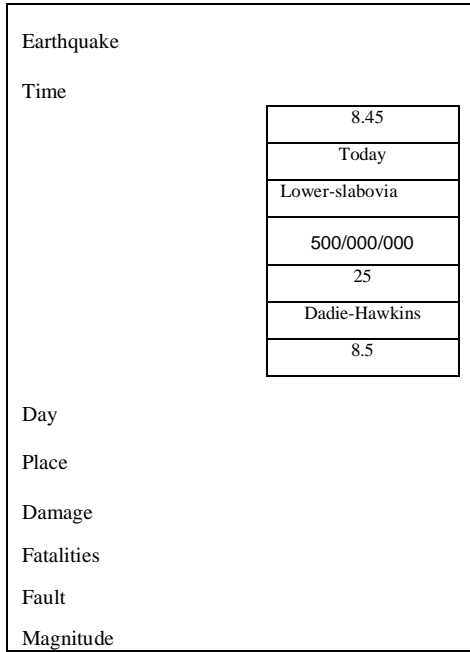 Earthquake
Time
8.45
Today
Lower-slabovia
500/000/000
25
Dadie-Hawkins
8.5
Day
Place
Damage
Fatalities
Fault
Magnitude